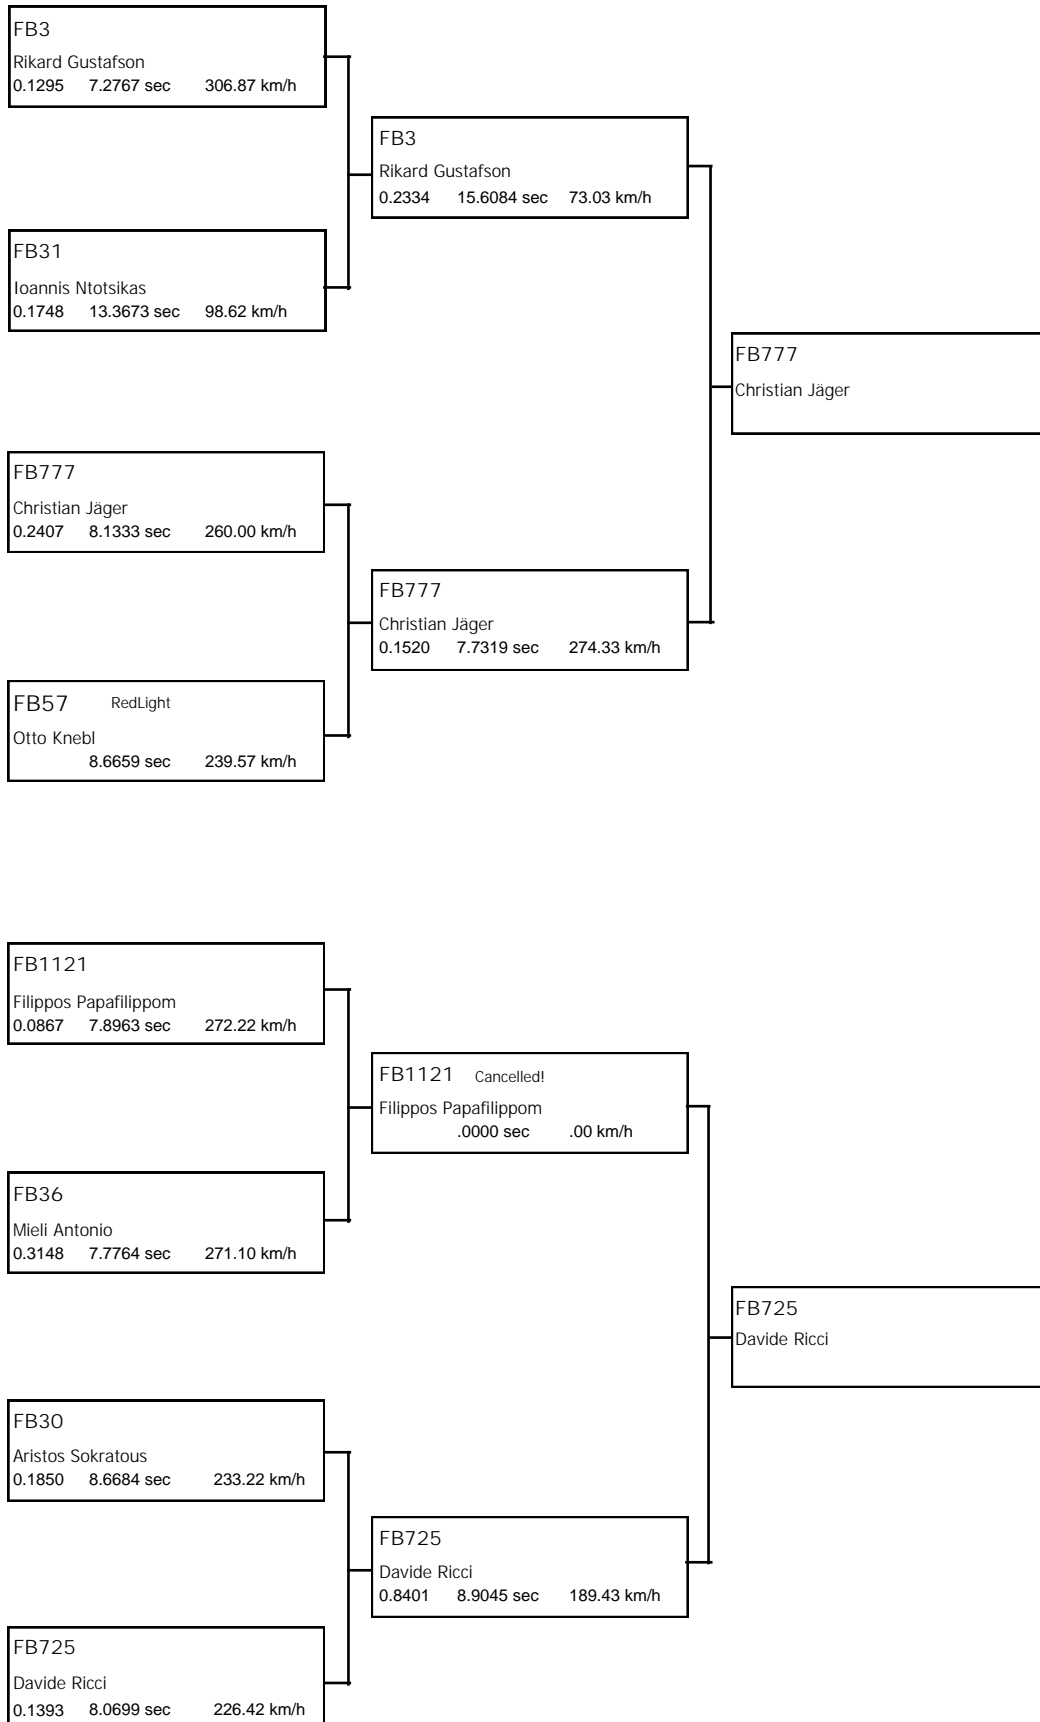 FB3
Rikard Gustafson
0.1295 7.2767 sec 306.87 km/h
FB31
Ioannis Ntotsikas
0.1748 13.3673 sec 98.62 km/h
FB777
Christian Jäger
0.2407 8.1333 sec 260.00 km/h
FB57 RedLight
Otto Knebl
8.6659 sec 239.57 km/h
FB3
Rikard Gustafson
0.2334 15.6084 sec 73.03 km/h
FB777
Christian Jäger
0.1520 7.7319 sec 274.33 km/h
FB777
Christian Jäger
FB1121
Filippos Papafilippom
0.0867 7.8963 sec 272.22 km/h
FB36
Mieli Antonio
0.3148 7.7764 sec 271.10 km/h
FB30
Aristos Sokratous
0.1850 8.6684 sec 233.22 km/h
FB725
Davide Ricci
0.1393 8.0699 sec 226.42 km/h
FB1121 Cancelled!
Filippos Papafilippom
.0000 sec .00 km/h
FB725
Davide Ricci
0.8401 8.9045 sec 189.43 km/h
FB725
Davide Ricci